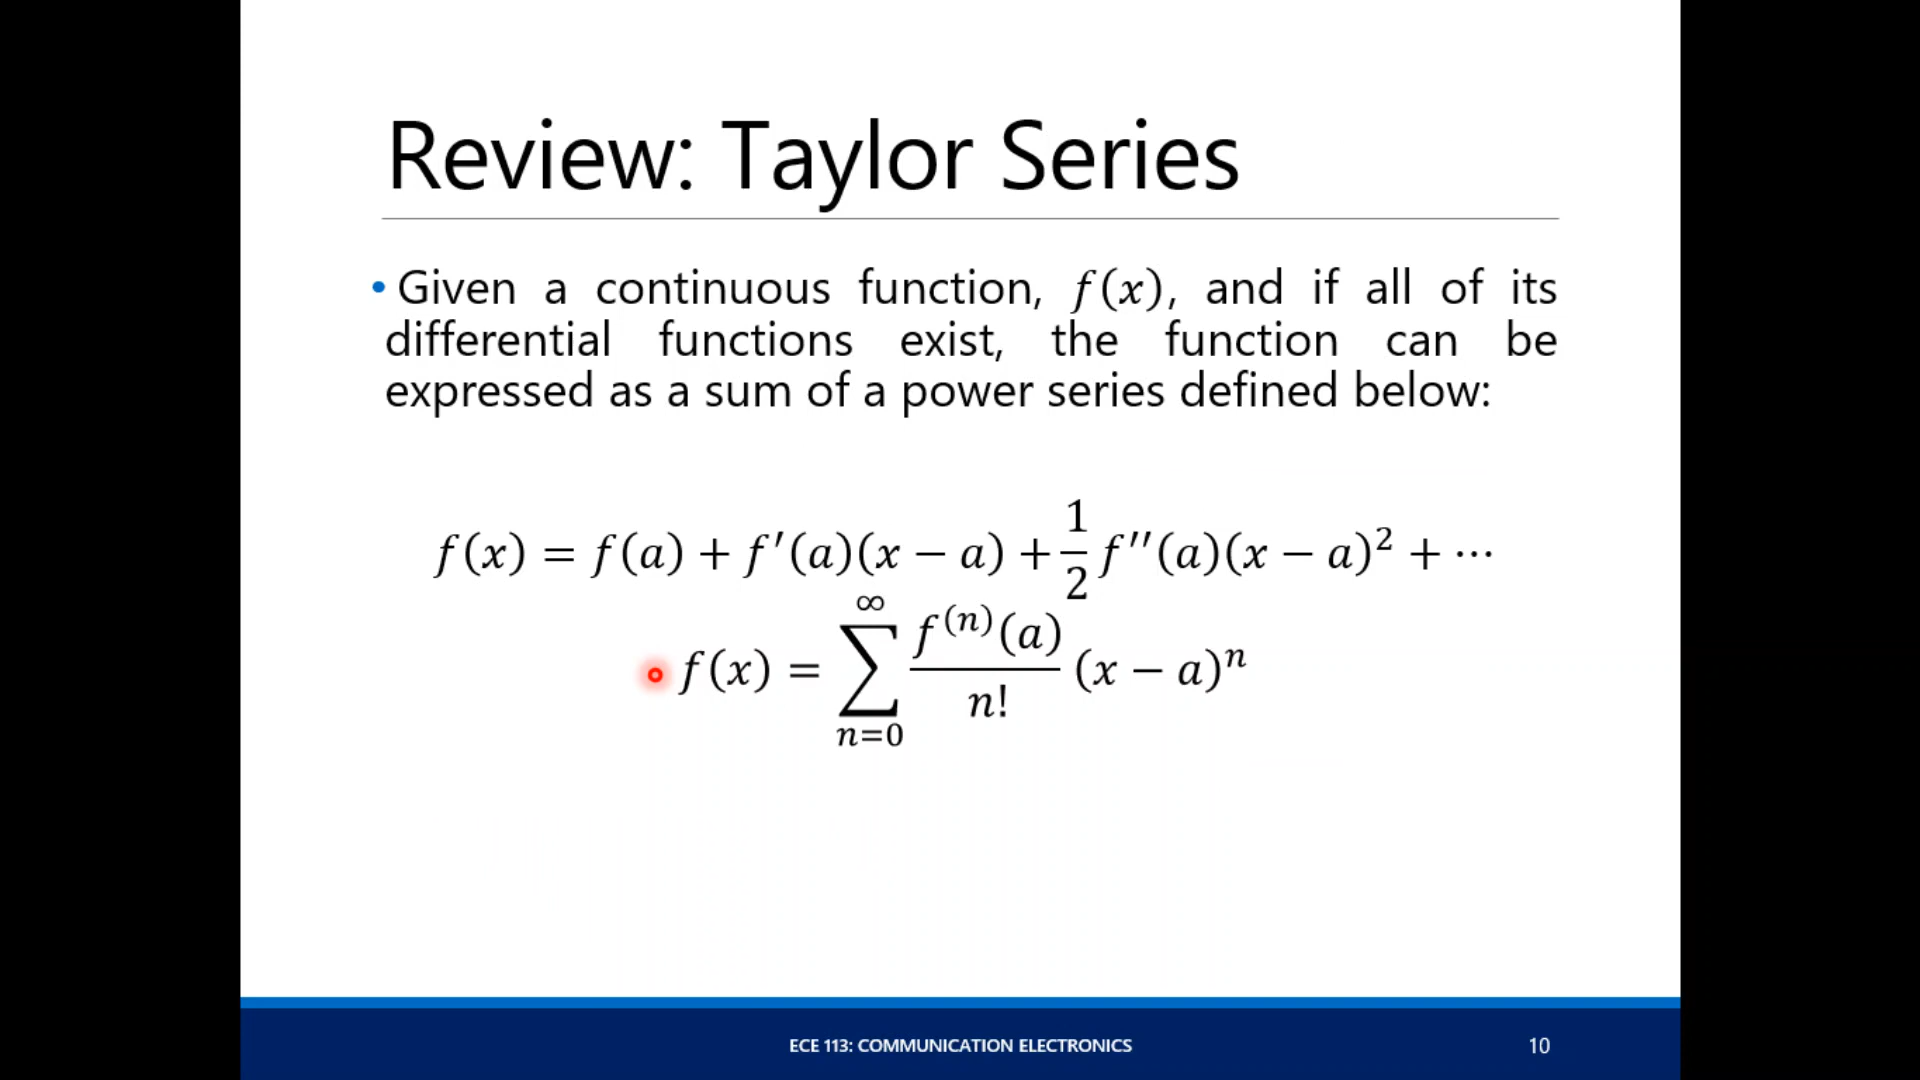 Review: Taylor Series
• Given a continuous function, f(x), and if all of its
differential functions exist, the function can be
expressed as a sum of a power series defined below:
f(x) = f(a) + f′(a)(x − a) + 1/2 f″(a)(x − a)² + ⋯
f(x) = ∑_{n=0}^{∞} f⁽ⁿ⁾(a)/n! (x − a)ⁿ
ECE 113: COMMUNICATION ELECTRONICS
10